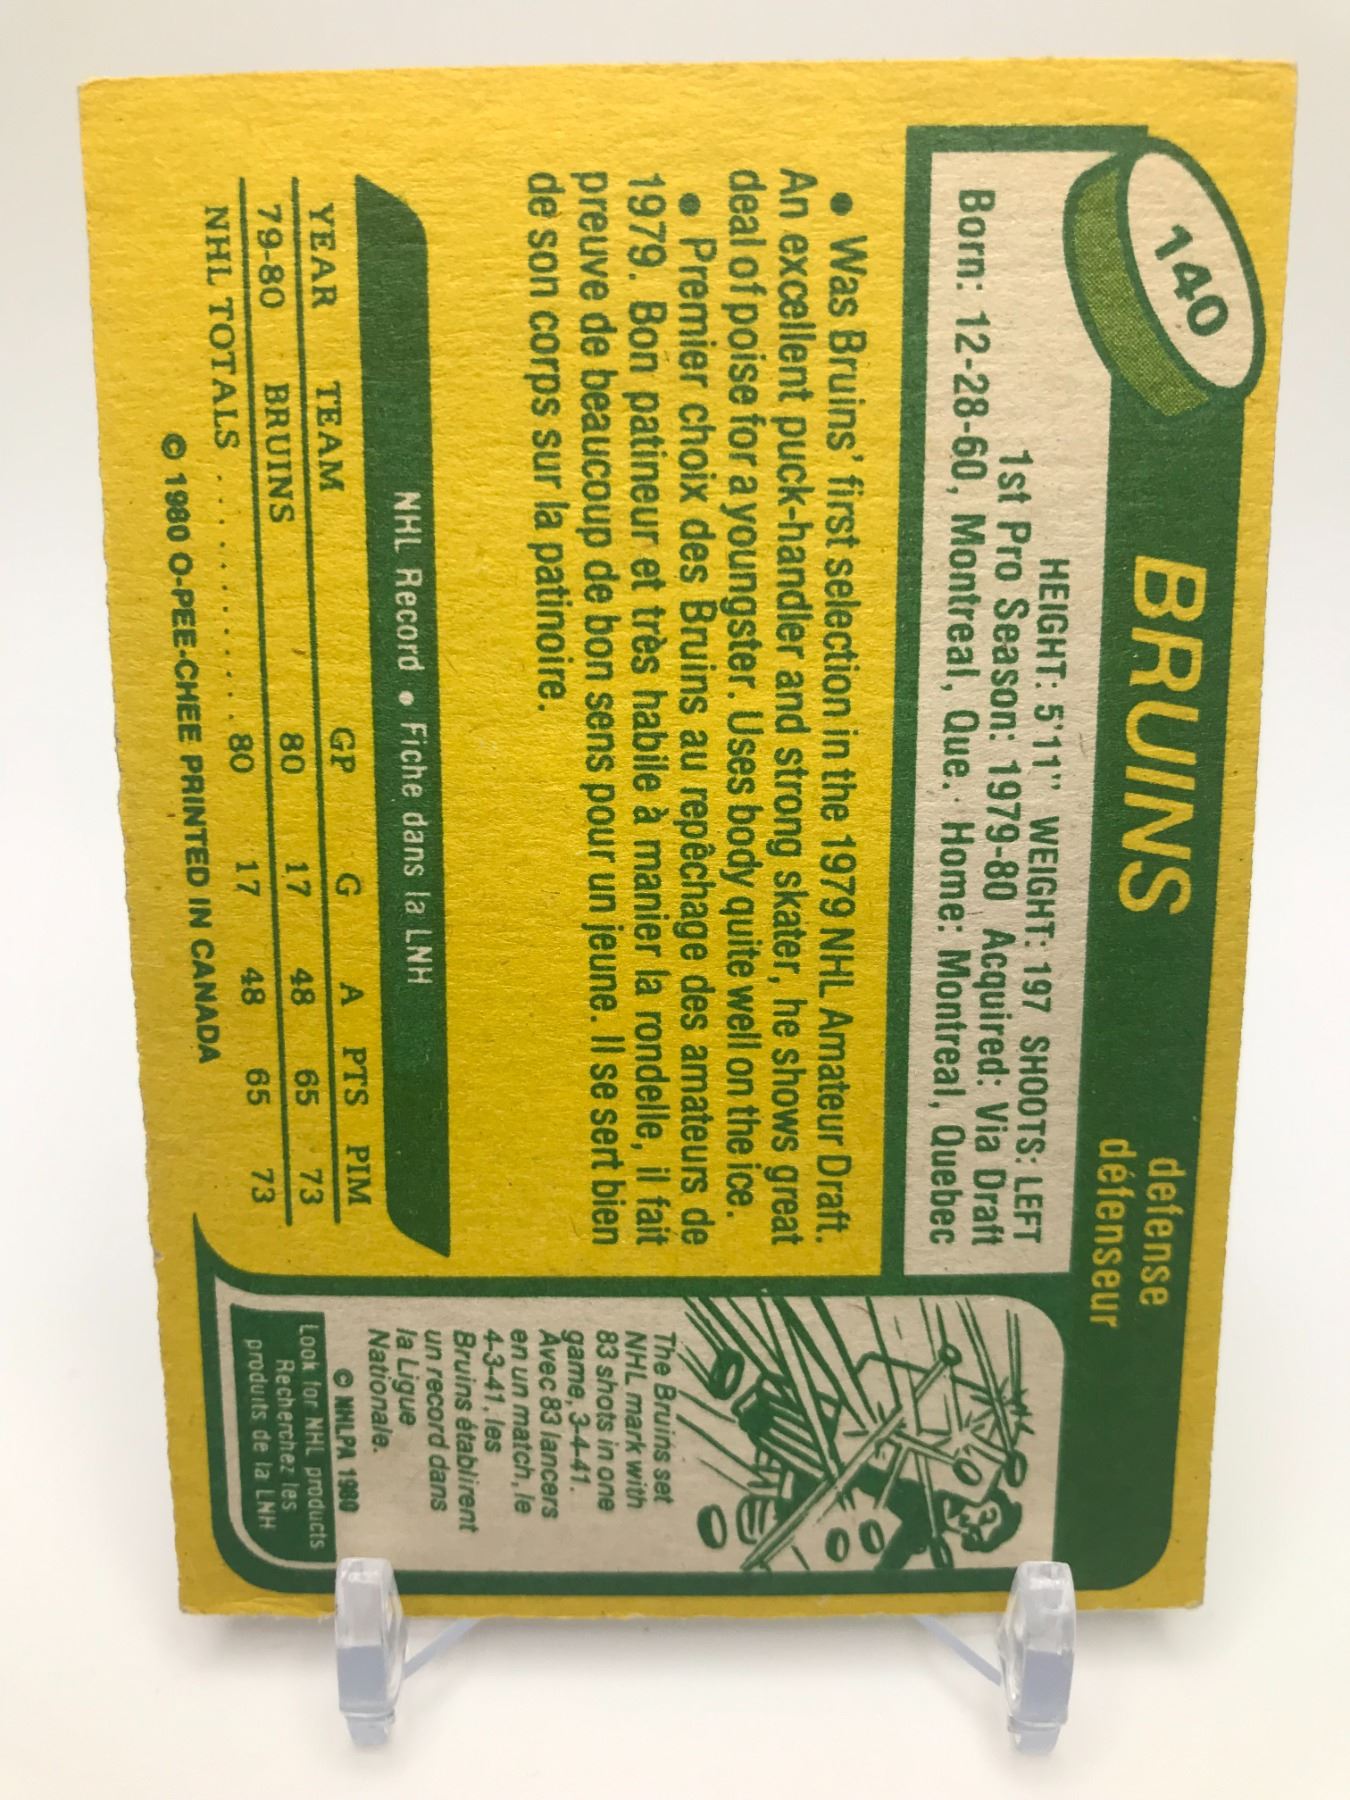 140
BRUINS
defense
défenseur
HEIGHT: 5'11" WEIGHT: 197 SHOOTS: LEFT
1st Pro Season: 1979-80 Acquired: Via Draft
Born: 12-28-60, Montreal, Que. Home: Montreal, Quebec
• Was Bruins' first selection in the 1979 NHL Amateur Draft.
An excellent puck-handler and strong skater, he shows great
deal of poise for a youngster. Uses body quite well on the ice.
• Premier choix des Bruins au repêchage des amateurs de
1979. Bon patineur et très habile à manier la rondelle, il fait
preuve de beaucoup de bon sens pour un jeune. Il se sert bien
de son corps sur la patinoire.
NHL Record • Fiche dans la LNH
YEAR TEAM GP G A PTS PIM
79-80 BRUINS 80 17 48 65 73
NHL TOTALS . . . . . . . . . . . 80 17 48 65 73
© 1980 O-PEE-CHEE PRINTED IN CANADA
The Bruins set
NHL mark with
83 shots in one
game, 3-4-41.
Avec 83 lancers
en un match, le
4-3-41, les
Bruins établirent
un record dans
la Ligue
Nationale.
© NHLPA 1980
Look for NHL products
Recherchez les
produits de la LNH